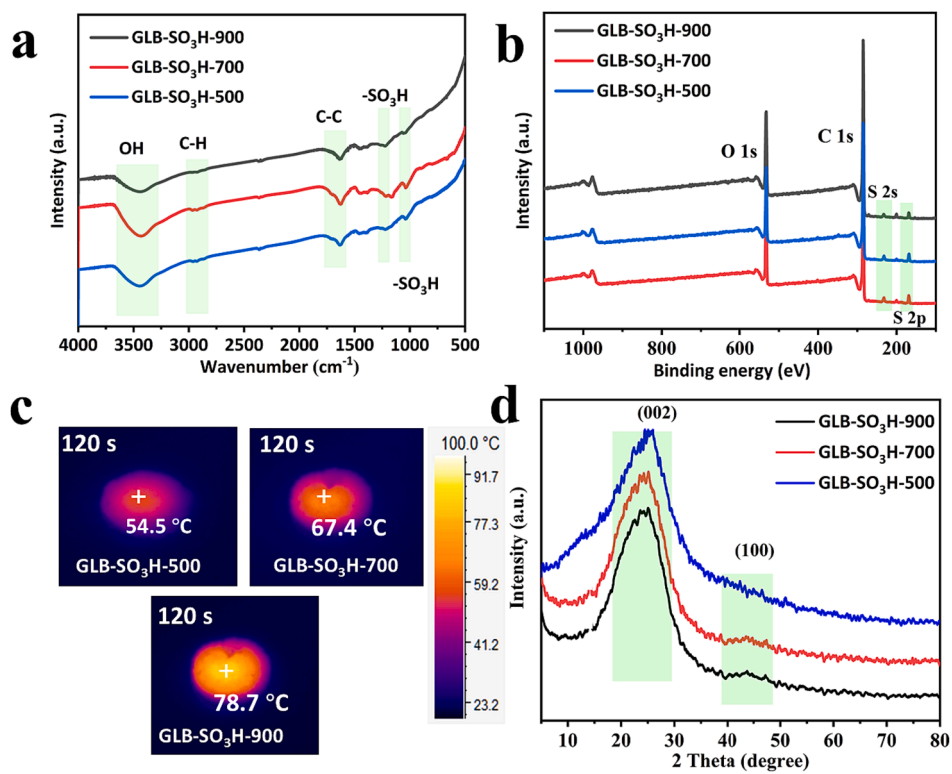 a
GLB-SO₃H-900
GLB-SO₃H-700
GLB-SO₃H-500
OH
C-H
C-C
-SO₃H
-SO₃H
Intensity (a.u.)
4000 3500 3000 2500 2000 1500 1000 500
Wavenumber (cm⁻¹)
b
GLB-SO₃H-900
GLB-SO₃H-700
GLB-SO₃H-500
O 1s
C 1s
S 2s
S 2p
Intensity (a.u.)
1000 800 600 400 200
Binding energy (eV)
c
120 s
54.5 °C
GLB-SO₃H-500
120 s
67.4 °C
GLB-SO₃H-700
120 s
78.7 °C
GLB-SO₃H-900
100.0 °C
91.7
77.3
59.2
41.2
23.2
d
(002)
(100)
GLB-SO₃H-900
GLB-SO₃H-700
GLB-SO₃H-500
Intensity (a.u.)
10 20 30 40 50 60 70 80
2 Theta (degree)